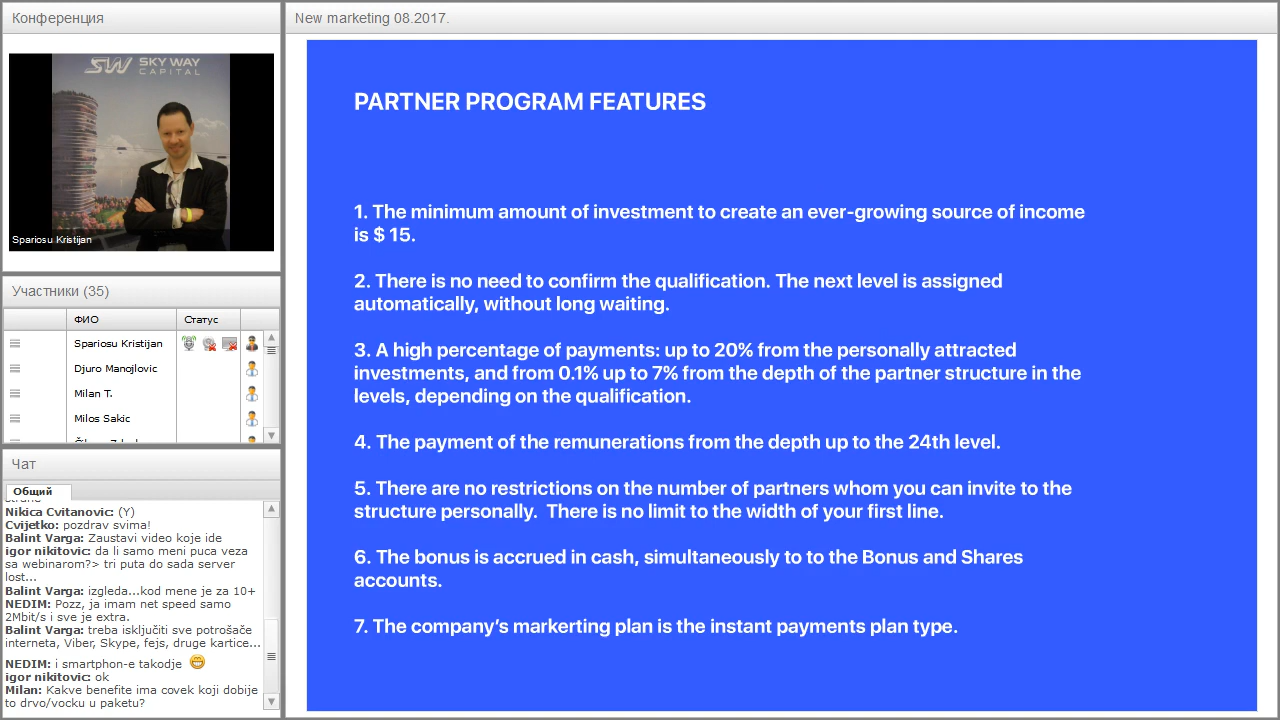 Конференция
SW SKY WAY
CAPITAL
Spariosu Kristijan
Участники (35)
ФИО Статус
Spariosu Kristijan
Djuro Manojlovic
Milan T.
Milos Sakic
Чат
Общий
Nikica Cvitanovic: (Y)
Cvijetko: pozdrav svima!
Balint Varga: Zaustavi video koje ide
igor nikitovic: da li samo meni puca veza
sa webinarom?> tri puta do sada server
lost...
Balint Varga: izgleda...kod mene je za 10+
NEDIM: Pozz, ja imam net speed samo
2Mbit/s i sve je extra.
Balint Varga: treba isključiti sve potrošače
interneta, Viber, Skype, fejs, druge kartice...
NEDIM: i smartphon-e takodje
igor nikitovic: ok
Milan: Kakve benefite ima covek koji dobije
to drvo/vocku u paketu?
New marketing 08.2017.
PARTNER PROGRAM FEATURES
1. The minimum amount of investment to create an ever-growing source of income
is $ 15.
2. There is no need to confirm the qualification. The next level is assigned
automatically, without long waiting.
3. A high percentage of payments: up to 20% from the personally attracted
investments, and from 0.1% up to 7% from the depth of the partner structure in the
levels, depending on the qualification.
4. The payment of the remunerations from the depth up to the 24th level.
5. There are no restrictions on the number of partners whom you can invite to the
structure personally.  There is no limit to the width of your first line.
6. The bonus is accrued in cash, simultaneously to to the Bonus and Shares
accounts.
7. The company’s markerting plan is the instant payments plan type.